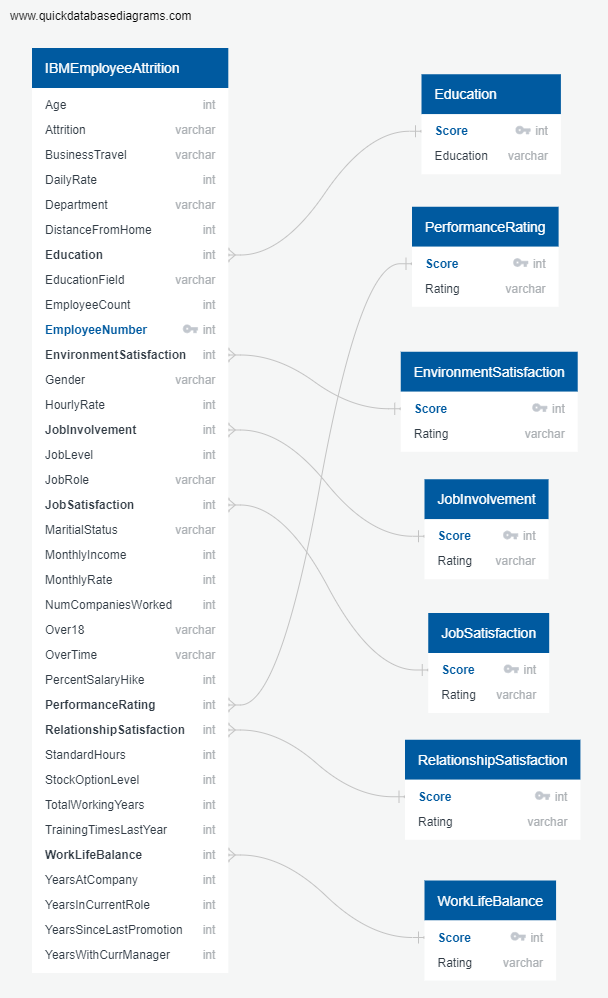 www.quickdatabasediagrams.com
IBMEmployeeAttrition
Age int
Attrition varchar
BusinessTravel varchar
DailyRate int
Department varchar
DistanceFromHome int
Education int
EducationField varchar
EmployeeCount int
EmployeeNumber int
EnvironmentSatisfaction int
Gender varchar
HourlyRate int
JobInvolvement int
JobLevel int
JobRole varchar
JobSatisfaction int
MaritialStatus varchar
MonthlyIncome int
MonthlyRate int
NumCompaniesWorked int
Over18 varchar
OverTime varchar
PercentSalaryHike int
PerformanceRating int
RelationshipSatisfaction int
StandardHours int
StockOptionLevel int
TotalWorkingYears int
TrainingTimesLastYear int
WorkLifeBalance int
YearsAtCompany int
YearsInCurrentRole int
YearsSinceLastPromotion int
YearsWithCurrManager int
Education
Score int
Education varchar
PerformanceRating
Score int
Rating varchar
EnvironmentSatisfaction
Score int
Rating varchar
JobInvolvement
Score int
Rating varchar
JobSatisfaction
Score int
Rating varchar
RelationshipSatisfaction
Score int
Rating varchar
WorkLifeBalance
Score int
Rating varchar